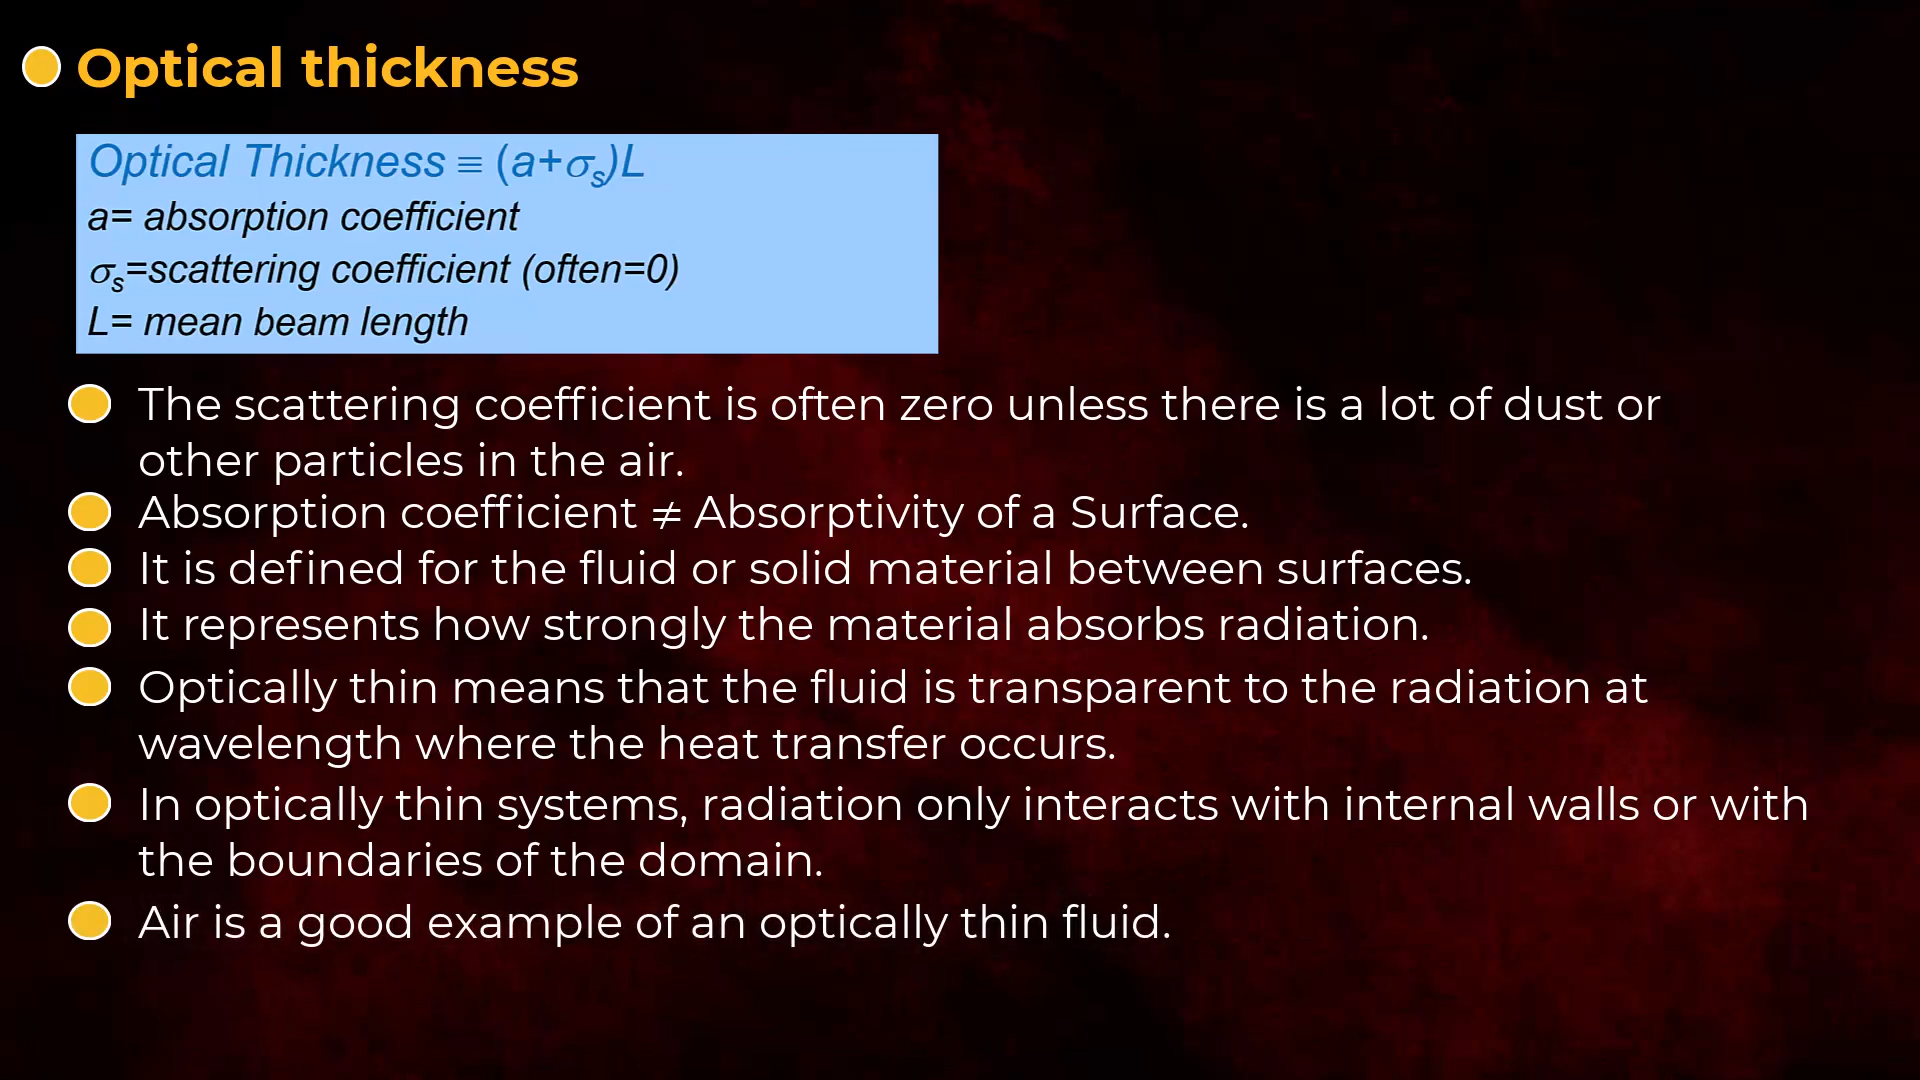 Optical thickness
Optical Thickness ≡ (a+σs)L
a= absorption coefficient
σs=scattering coefficient (often=0)
L= mean beam length
The scattering coefficient is often zero unless there is a lot of dust or
other particles in the air.
Absorption coefficient ≠ Absorptivity of a Surface.
It is defined for the fluid or solid material between surfaces.
It represents how strongly the material absorbs radiation.
Optically thin means that the fluid is transparent to the radiation at
wavelength where the heat transfer occurs.
In optically thin systems, radiation only interacts with internal walls or with
the boundaries of the domain.
Air is a good example of an optically thin fluid.